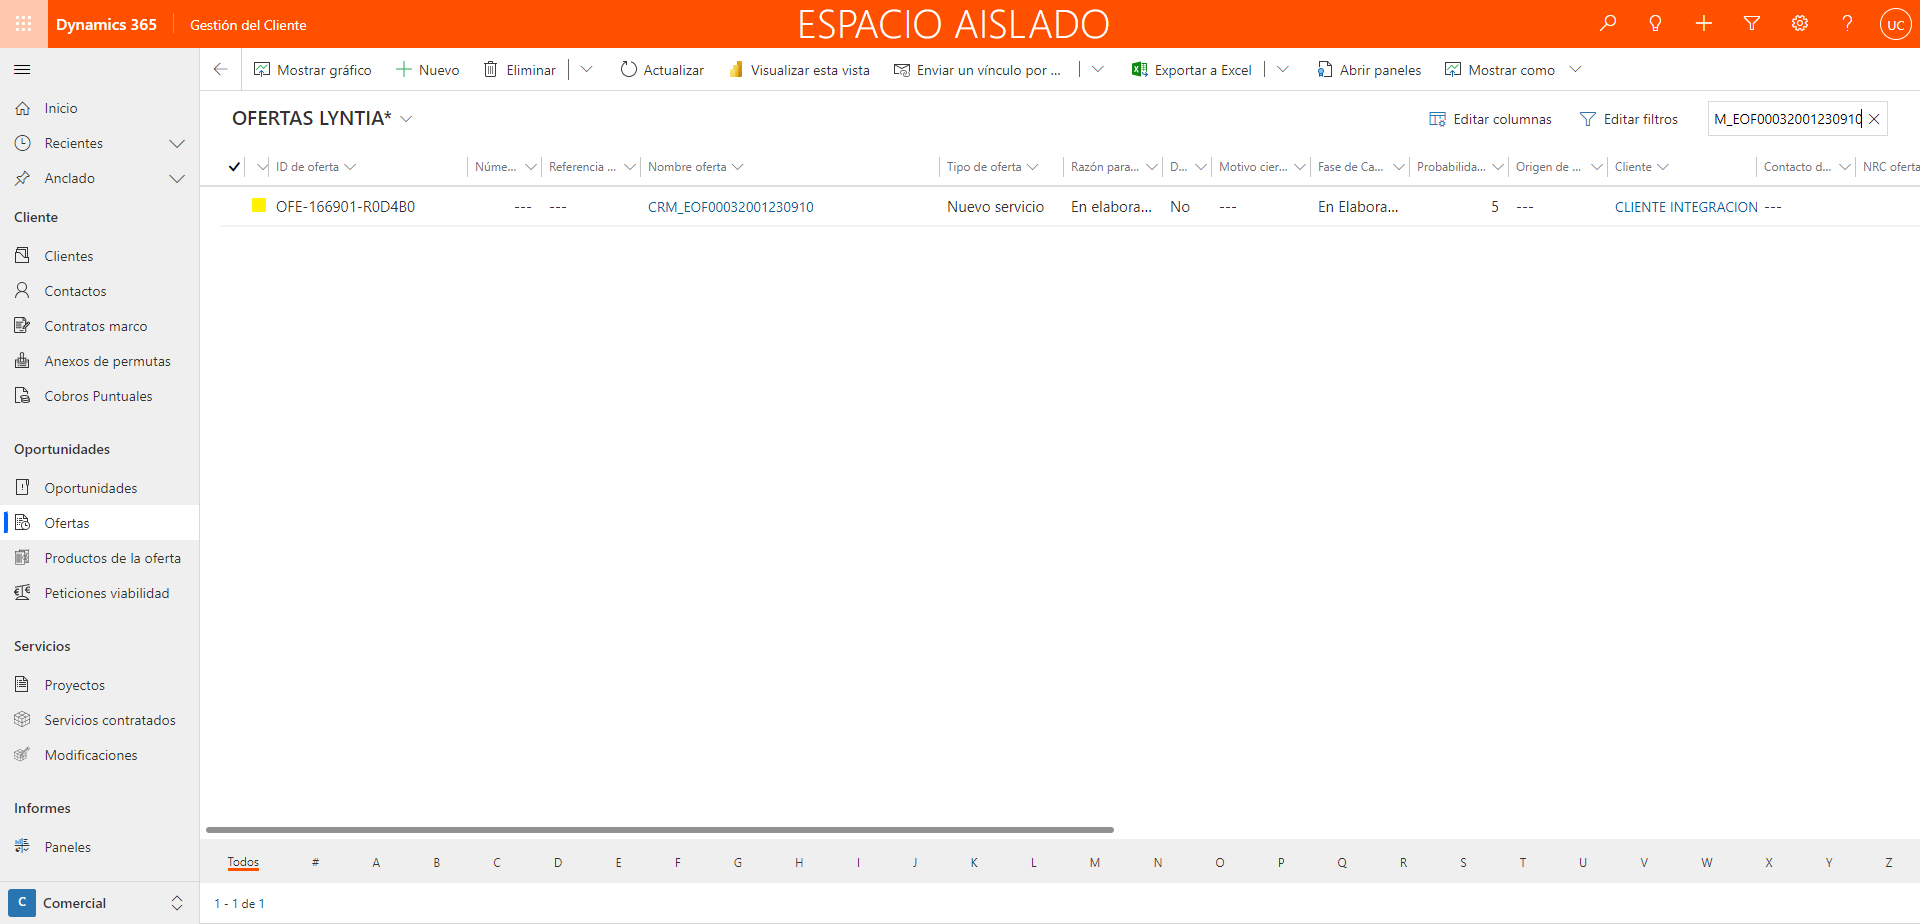 Dynamics 365
Gestión del Cliente
ESPACIO AISLADO
UC
Mostrar gráfico
Nuevo
Eliminar
Actualizar
Visualizar esta vista
Enviar un vínculo por ...
Exportar a Excel
Abrir paneles
Mostrar como
Inicio
Recientes
Anclado
Cliente
Clientes
Contactos
Contratos marco
Anexos de permutas
Cobros Puntuales
Oportunidades
Oportunidades
Ofertas
Productos de la oferta
Peticiones viabilidad
Servicios
Proyectos
Servicios contratados
Modificaciones
Informes
Paneles
C Comercial
OFERTAS LYNTIA*
Editar columnas
Editar filtros
M_EOF00032001230910
ID de oferta Núme... Referencia ... Nombre oferta Tipo de oferta Razón para... D... Motivo cier... Fase de Ca... Probabilida... Origen de ... Cliente Contacto d... NRC oferta
OFE-166901-R0D4B0 --- --- CRM_EOF00032001230910 Nuevo servicio En elabora... No --- En Elabora... 5 --- CLIENTE INTEGRACION ---
Todos # A B C D E F G H I J K L M N O P Q R S T U V W X Y Z
1 - 1 de 1